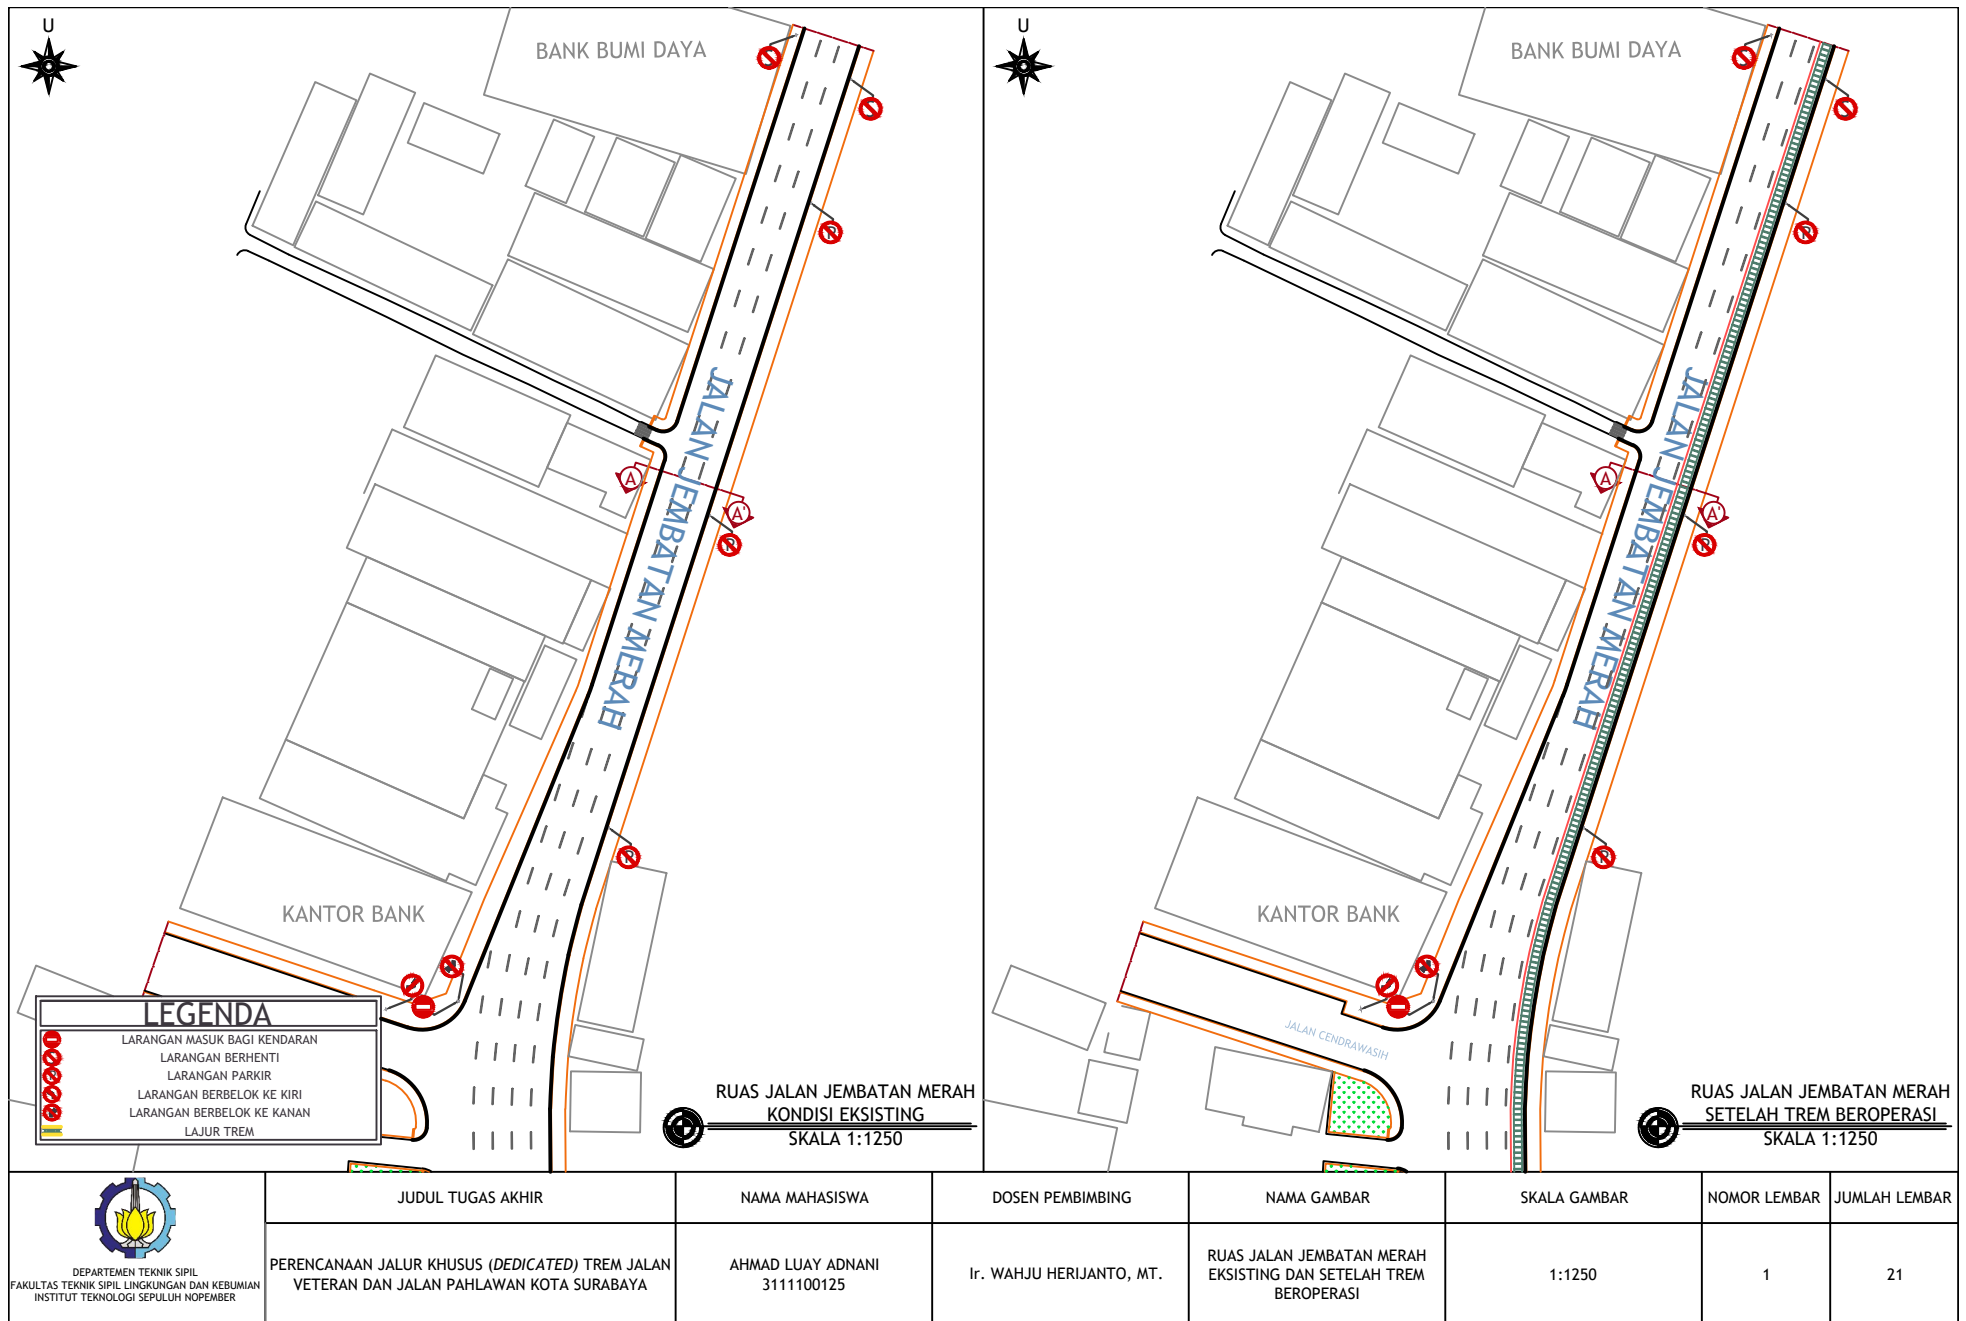 U
BANK BUMI DAYA
JALAN JEMBATAN MERAH
A
A'
P
P
P
KANTOR BANK
LEGENDA
LARANGAN MASUK BAGI KENDARAN
LARANGAN BERHENTI
LARANGAN PARKIR
LARANGAN BERBELOK KE KIRI
LARANGAN BERBELOK KE KANAN
LAJUR TREM
RUAS JALAN JEMBATAN MERAH
KONDISI EKSISTING
SKALA 1:1250
U
BANK BUMI DAYA
JALAN JEMBATAN MERAH
A
A'
P
P
P
KANTOR BANK
JALAN CENDRAWASIH
RUAS JALAN JEMBATAN MERAH
SETELAH TREM BEROPERASI
SKALA 1:1250
DEPARTEMEN TEKNIK SIPIL
FAKULTAS TEKNIK SIPIL LINGKUNGAN DAN KEBUMIAN
INSTITUT TEKNOLOGI SEPULUH NOPEMBER
JUDUL TUGAS AKHIR
PERENCANAAN JALUR KHUSUS (DEDICATED) TREM JALAN
VETERAN DAN JALAN PAHLAWAN KOTA SURABAYA
NAMA MAHASISWA
AHMAD LUAY ADNANI
3111100125
DOSEN PEMBIMBING
Ir. WAHJU HERIJANTO, MT.
NAMA GAMBAR
RUAS JALAN JEMBATAN MERAH
EKSISTING DAN SETELAH TREM
BEROPERASI
SKALA GAMBAR
1:1250
NOMOR LEMBAR
1
JUMLAH LEMBAR
21